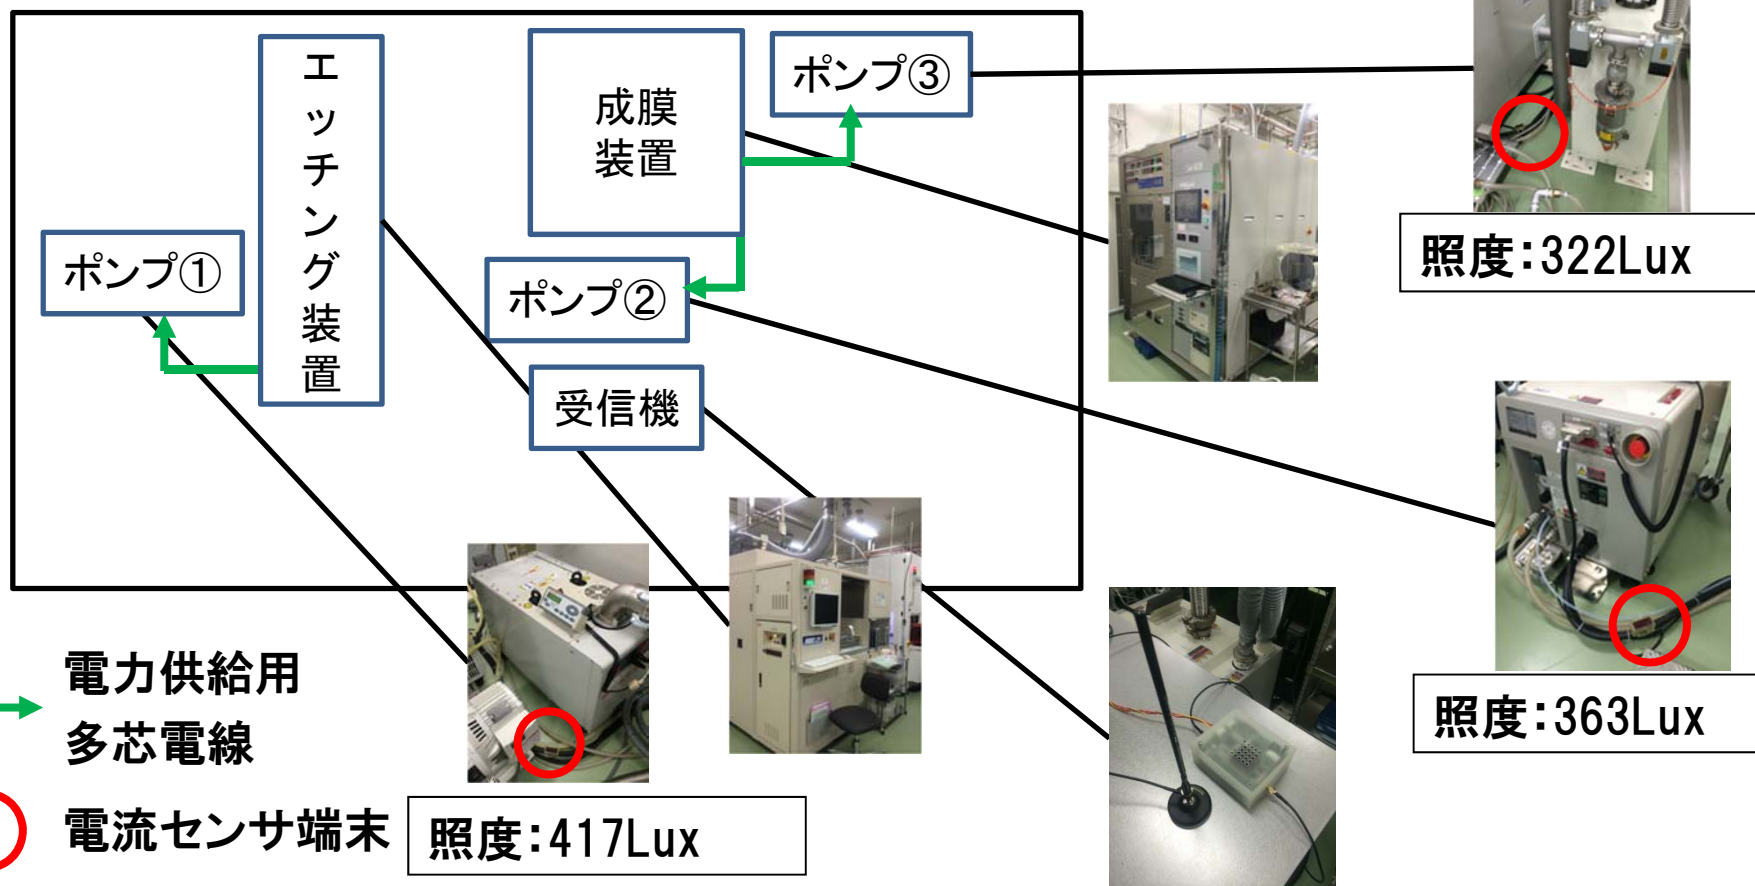 エッチング装置
成膜
装置
ポンプ③
ポンプ①
ポンプ②
受信機
照度:322Lux
照度:363Lux
電力供給用
多芯電線
電流センサ端末
照度:417Lux